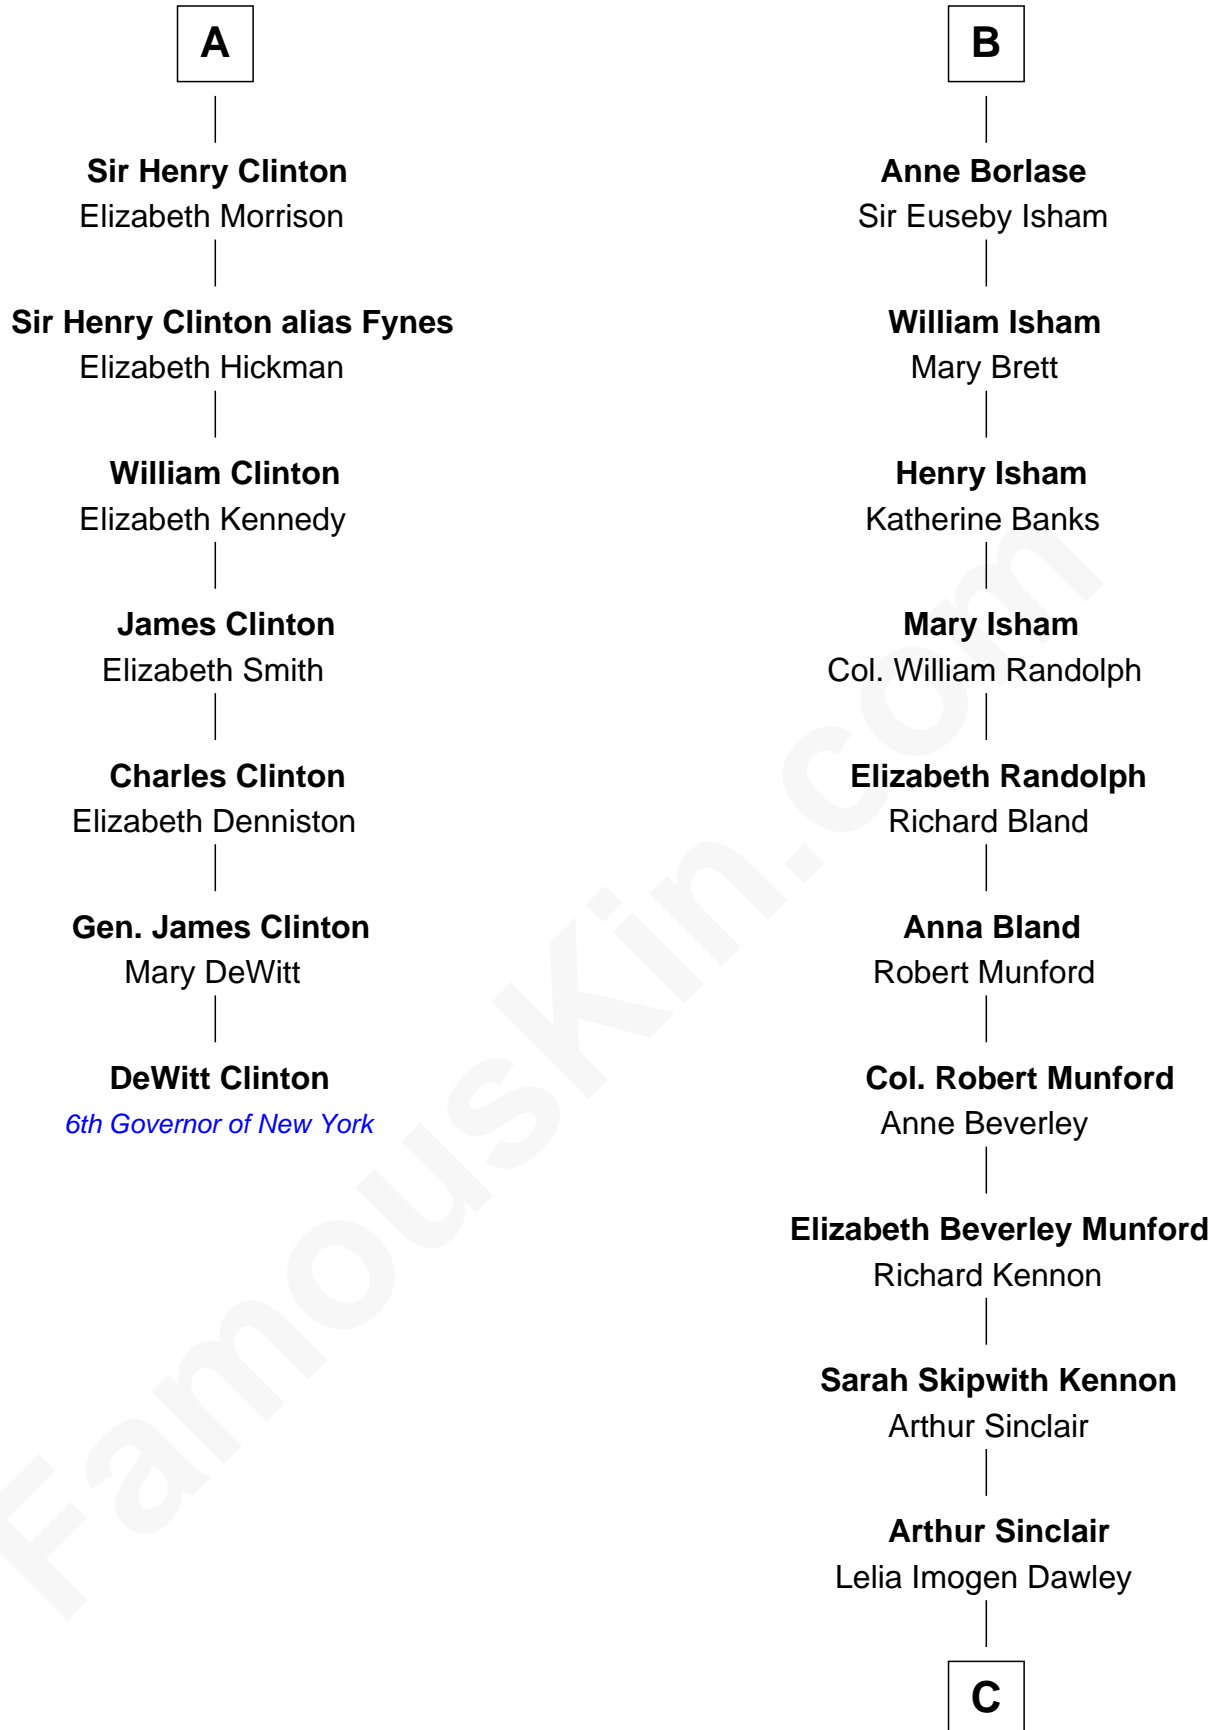 A
Sir Henry Clinton
Elizabeth Morrison
Sir Henry Clinton alias Fynes
Elizabeth Hickman
William Clinton
Elizabeth Kennedy
James Clinton
Elizabeth Smith
Charles Clinton
Elizabeth Denniston
Gen. James Clinton
Mary DeWitt
DeWitt Clinton
6th Governor of New York
B
Anne Borlase
Sir Euseby Isham
William Isham
Mary Brett
Henry Isham
Katherine Banks
Mary Isham
Col. William Randolph
Elizabeth Randolph
Richard Bland
Anna Bland
Robert Munford
Col. Robert Munford
Anne Beverley
Elizabeth Beverley Munford
Richard Kennon
Sarah Skipwith Kennon
Arthur Sinclair
Arthur Sinclair
Lelia Imogen Dawley
C
FamousKin.com